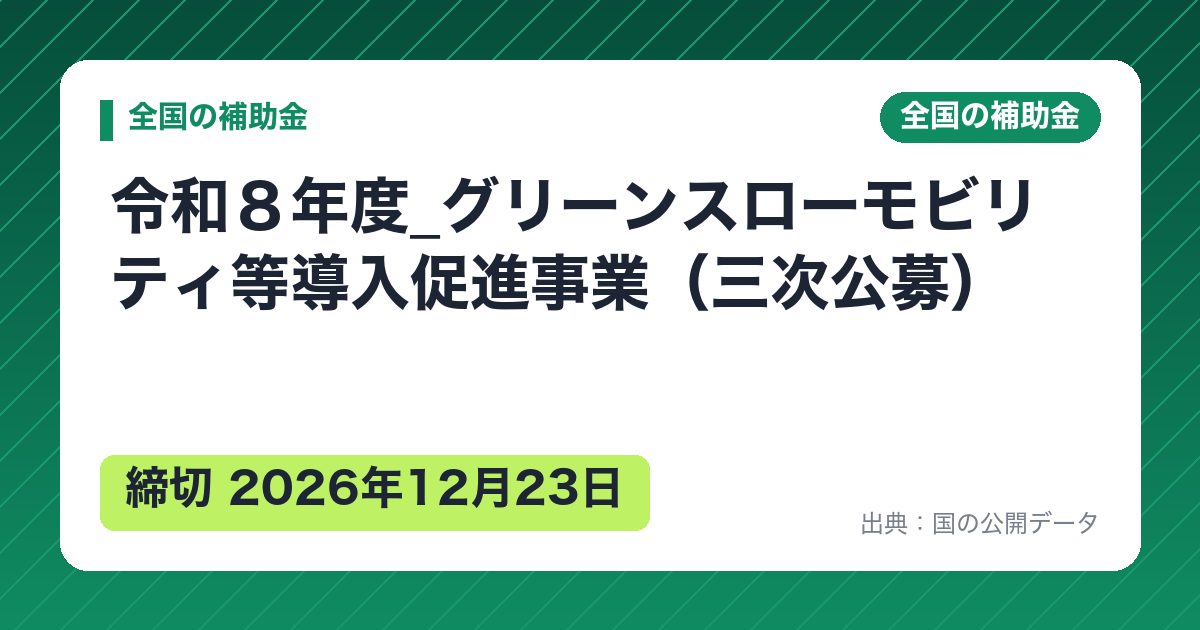 全国の補助金
全国の補助金
令和８年度_グリーンスローモビリ
ティ等導入促進事業（三次公募）
締切 2026年12月23日
出典：国の公開データ